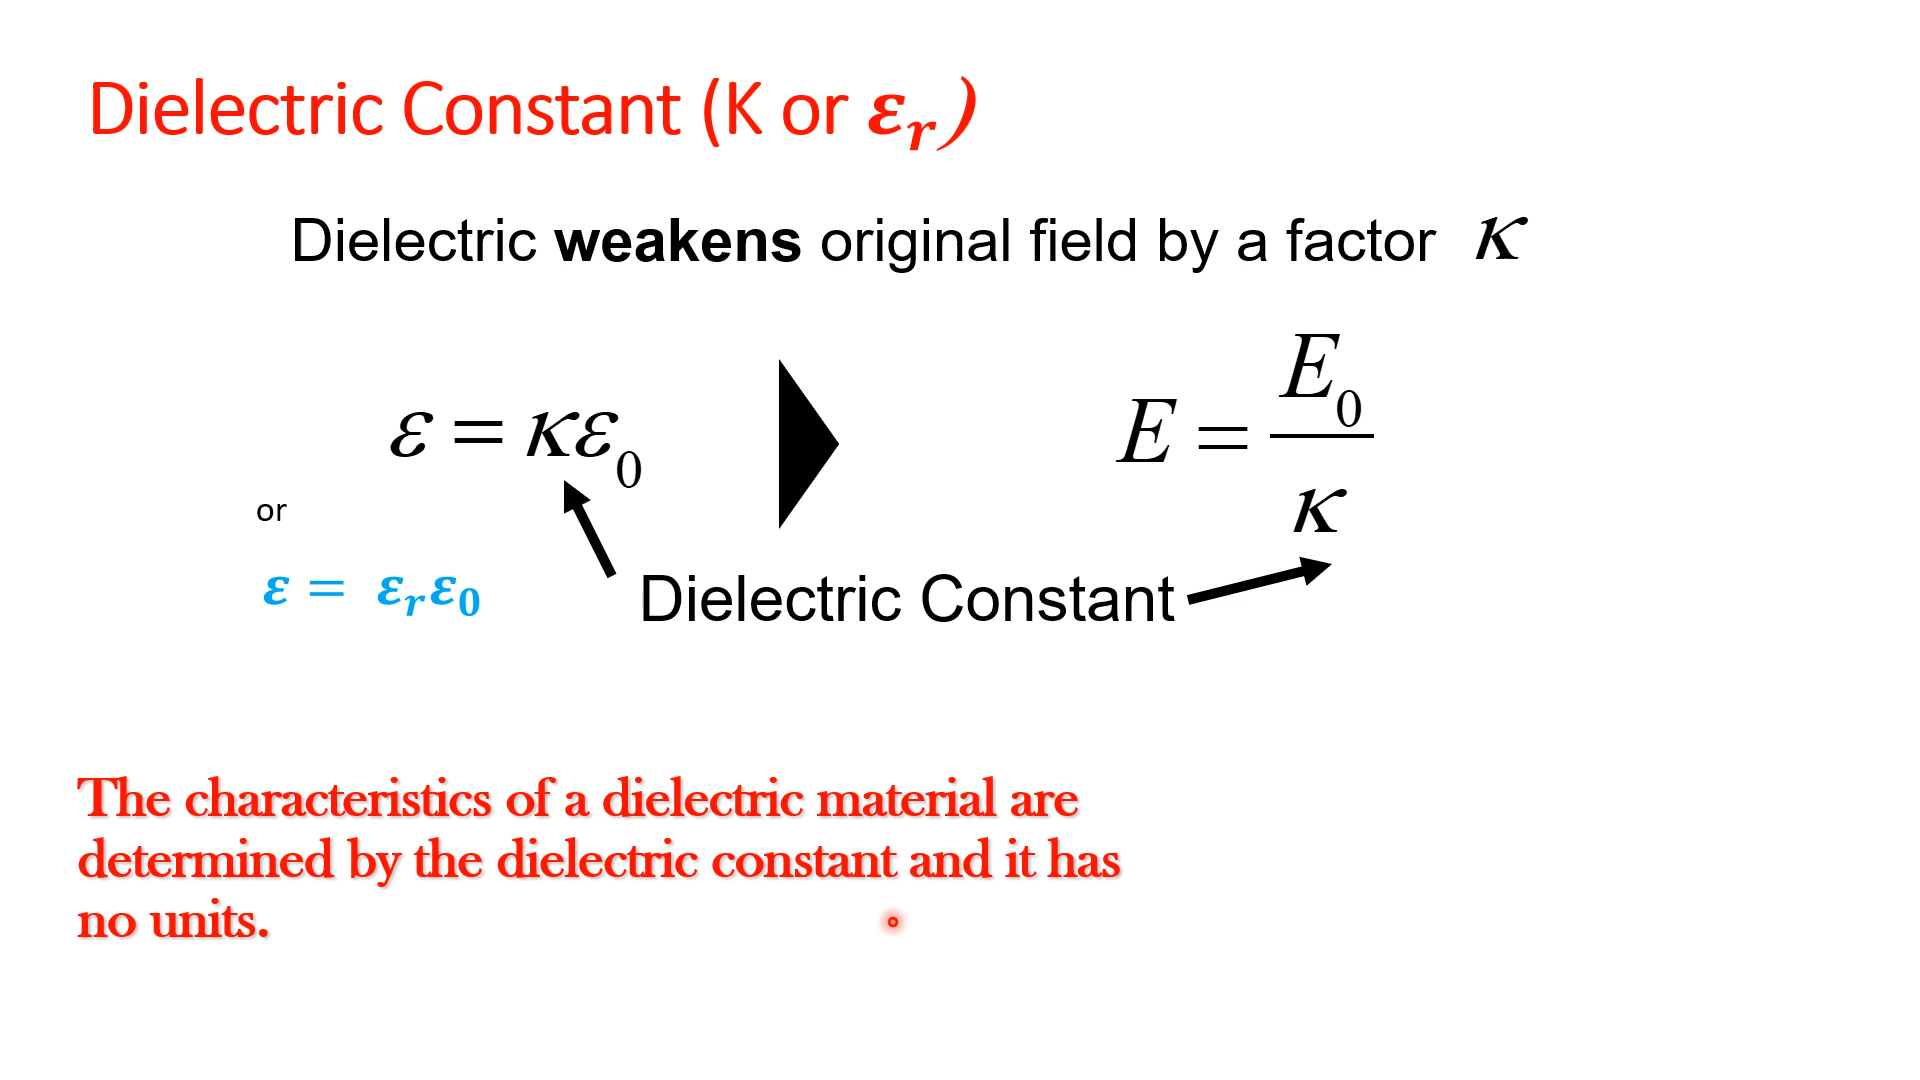 Dielectric Constant (K or εᵣ)
Dielectric weakens original field by a factor κ
ε = κε₀
E = E₀/κ
or
ε = εᵣε₀
Dielectric Constant
The characteristics of a dielectric material are
determined by the dielectric constant and it has
no units.